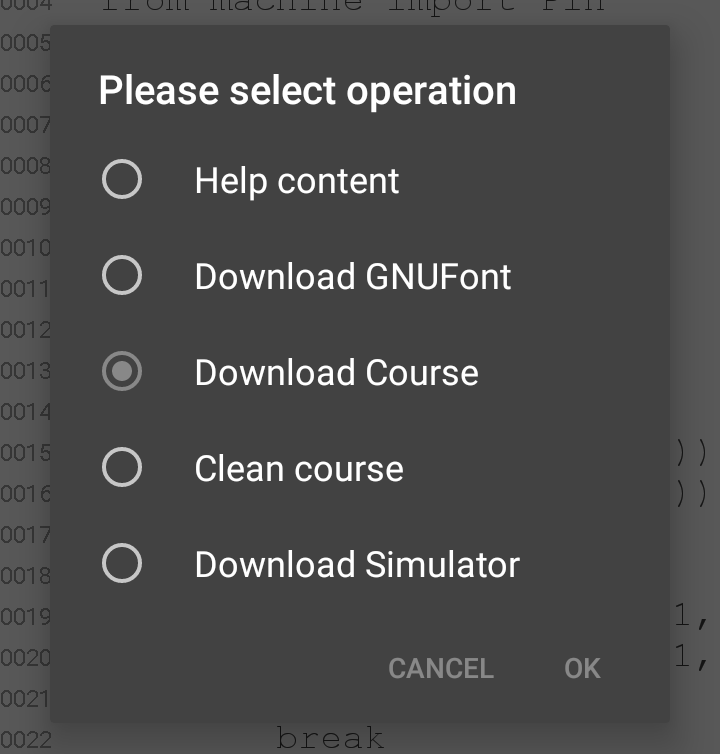 0004 from machine import Pin
0005
Please select operation
0006
0007
0008 Help content
0009
0010
0011 Download GNUFont
0012
0013 Download Course
0014
0015 ))
Clean course
0016 ))
0017
0018 Download Simulator
0019 1,
0020 1,
CANCEL OK
0021
0022 break